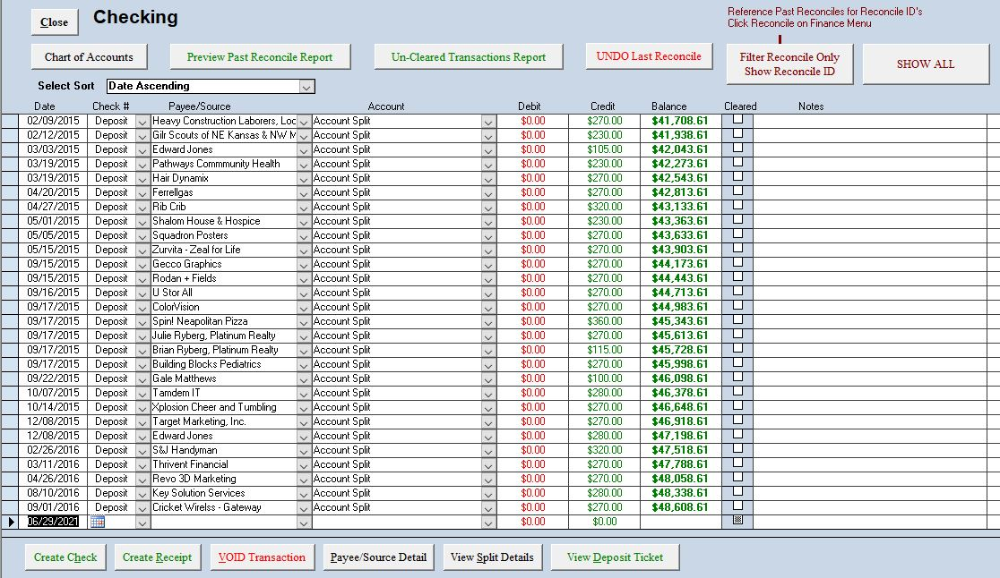 Close
Checking
Reference Past Reconciles for Reconcile ID's
Click Reconcile on Finance Menu
Chart of Accounts Preview Past Reconcile Report Un-Cleared Transactions Report UNDO Last Reconcile Filter Reconcile Only Show Reconcile ID SHOW ALL
Select Sort Date Ascending
Date Check # Payee/Source Account Debit Credit Balance Cleared Notes
02/09/2015 Deposit Heavy Construction Laborers, Loc Account Split $0.00 $270.00 $41,708.61
02/12/2015 Deposit Gilr Scouts of NE Kansas & NW M Account Split $0.00 $230.00 $41,938.61
03/03/2015 Deposit Edward Jones Account Split $0.00 $105.00 $42,043.61
03/19/2015 Deposit Pathways Commmunity Health Account Split $0.00 $230.00 $42,273.61
03/19/2015 Deposit Hair Dynamix Account Split $0.00 $270.00 $42,543.61
04/20/2015 Deposit Ferrellgas Account Split $0.00 $270.00 $42,813.61
04/27/2015 Deposit Rib Crib Account Split $0.00 $320.00 $43,133.61
05/01/2015 Deposit Shalom House & Hospice Account Split $0.00 $230.00 $43,363.61
05/05/2015 Deposit Squadron Posters Account Split $0.00 $270.00 $43,633.61
05/15/2015 Deposit Zurvita - Zeal for Life Account Split $0.00 $270.00 $43,903.61
09/15/2015 Deposit Gecco Graphics Account Split $0.00 $270.00 $44,173.61
09/15/2015 Deposit Rodan + Fields Account Split $0.00 $270.00 $44,443.61
09/16/2015 Deposit U Stor All Account Split $0.00 $270.00 $44,713.61
09/17/2015 Deposit ColorVision Account Split $0.00 $270.00 $44,983.61
09/17/2015 Deposit Spin! Neapolitan Pizza Account Split $0.00 $360.00 $45,343.61
09/17/2015 Deposit Julie Ryberg, Platinum Realty Account Split $0.00 $270.00 $45,613.61
09/17/2015 Deposit Brian Ryberg, Platinum Realty Account Split $0.00 $115.00 $45,728.61
09/17/2015 Deposit Building Blocks Pediatrics Account Split $0.00 $270.00 $45,998.61
09/22/2015 Deposit Gale Matthews Account Split $0.00 $100.00 $46,098.61
10/07/2015 Deposit Tamdem IT Account Split $0.00 $280.00 $46,378.61
10/14/2015 Deposit Xplosion Cheer and Tumbling Account Split $0.00 $270.00 $46,648.61
12/08/2015 Deposit Target Marketing, Inc. Account Split $0.00 $270.00 $46,918.61
12/08/2015 Deposit Edward Jones Account Split $0.00 $280.00 $47,198.61
02/26/2016 Deposit S&J Handyman Account Split $0.00 $320.00 $47,518.61
03/11/2016 Deposit Thrivent Financial Account Split $0.00 $270.00 $47,788.61
04/26/2016 Deposit Revo 3D Marketing Account Split $0.00 $270.00 $48,058.61
08/10/2016 Deposit Key Solution Services Account Split $0.00 $280.00 $48,338.61
09/01/2016 Deposit Cricket Wirelss - Gateway Account Split $0.00 $270.00 $48,608.61
06/29/2021 $0.00 $0.00
Create Check Create Receipt VOID Transaction Payee/Source Detail View Split Details View Deposit Ticket